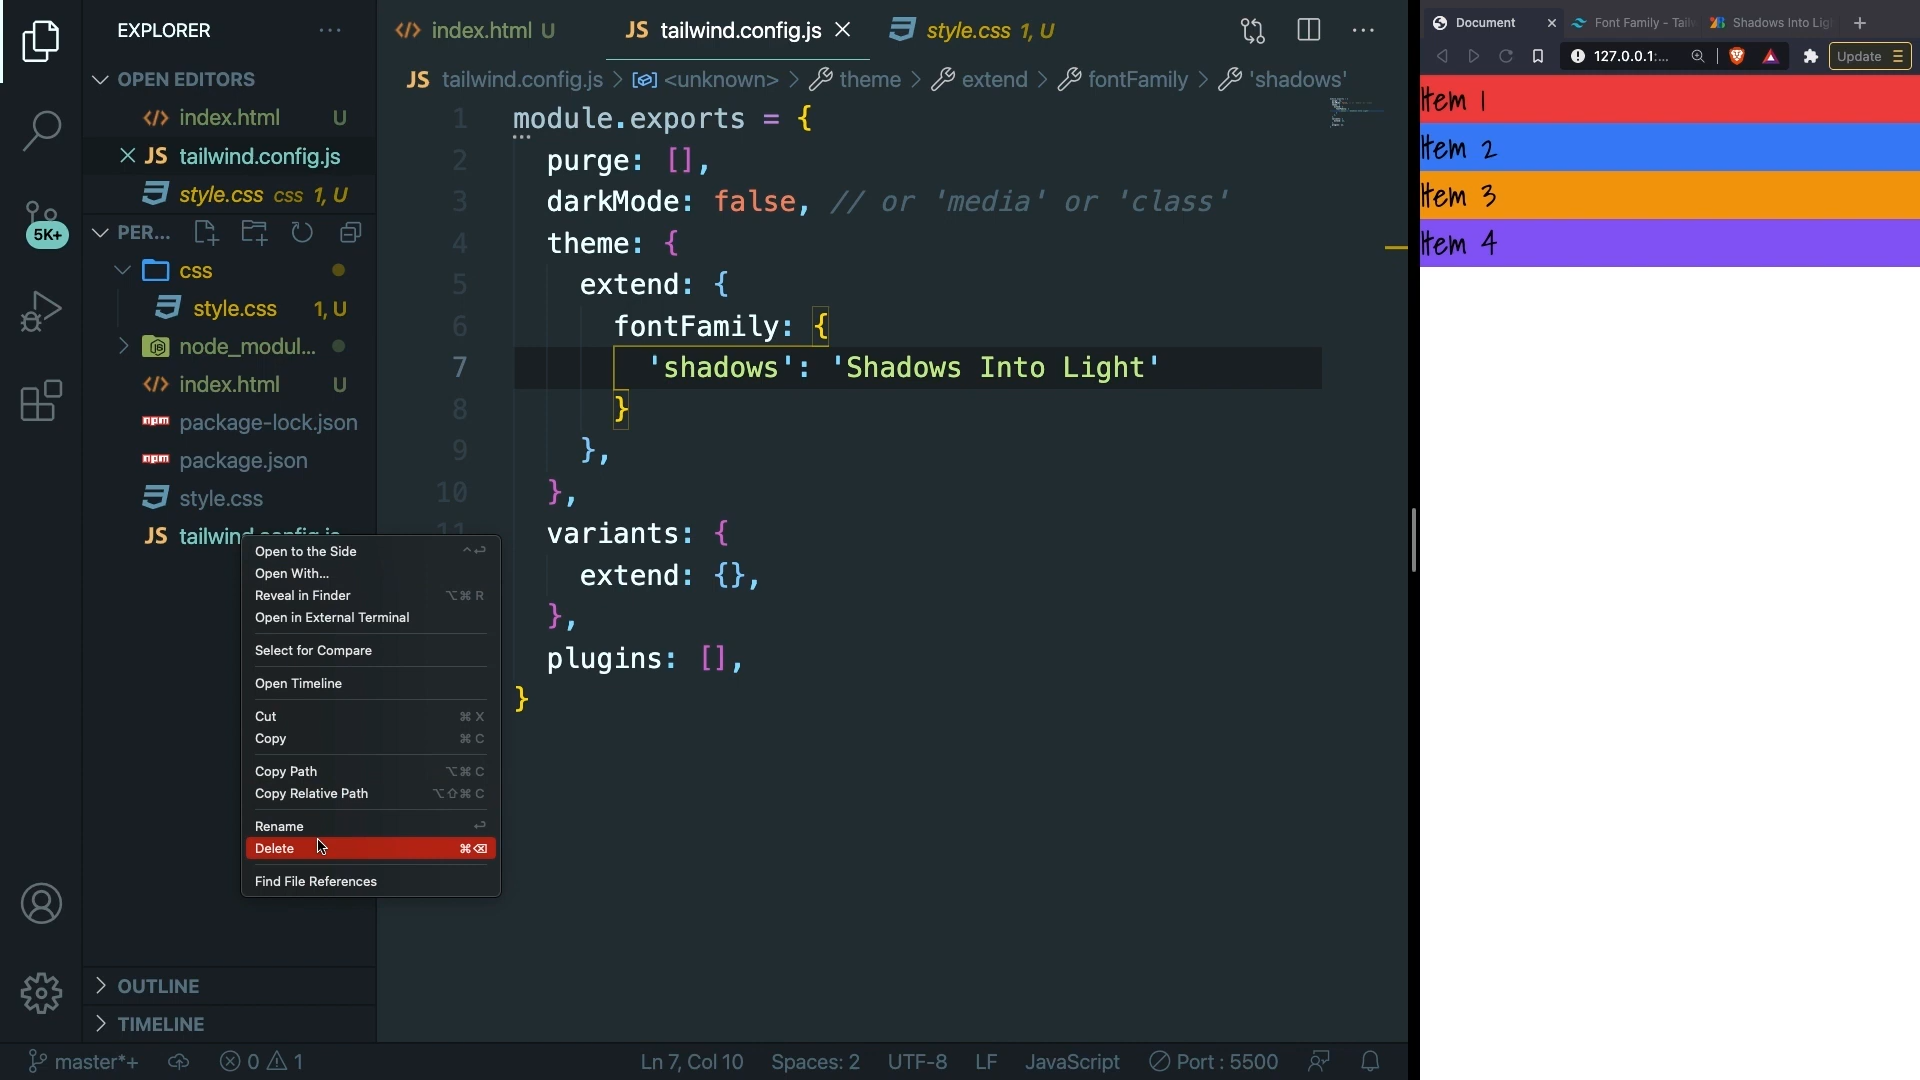 EXPLORER
OPEN EDITORS
index.html U
JS tailwind.config.js
style.css css 1, U
5K+
PER...
css
style.css 1, U
node_modul...
index.html U
npm package-lock.json
npm package.json
style.css
JS tailwind.config.js
Open to the Side
Open With...
Reveal in Finder ⌥⌘ R
Open in External Terminal
Select for Compare
Open Timeline
Cut ⌘ X
Copy ⌘ C
Copy Path ⌥⌘ C
Copy Relative Path ⌥⇧⌘ C
Rename
Delete ⌘⌫
Find File References
OUTLINE
TIMELINE
index.html U
JS tailwind.config.js
style.css 1, U
JS tailwind.config.js > <unknown> > theme > extend > fontFamily > 'shadows'
1 module.exports = {
2 purge: [],
3 darkMode: false, // or 'media' or 'class'
4 theme: {
5 extend: {
6 fontFamily: {
7 'shadows': 'Shadows Into Light'
8 }
9 },
10 },
11 variants: {
extend: {},
},
plugins: [],
}
master*+ 0 1 Ln 7, Col 10 Spaces: 2 UTF-8 LF JavaScript Port : 5500
Document
Font Family - Tailw
Shadows Into Lig
127.0.0.1:...
Update
Item 1
Item 2
Item 3
Item 4